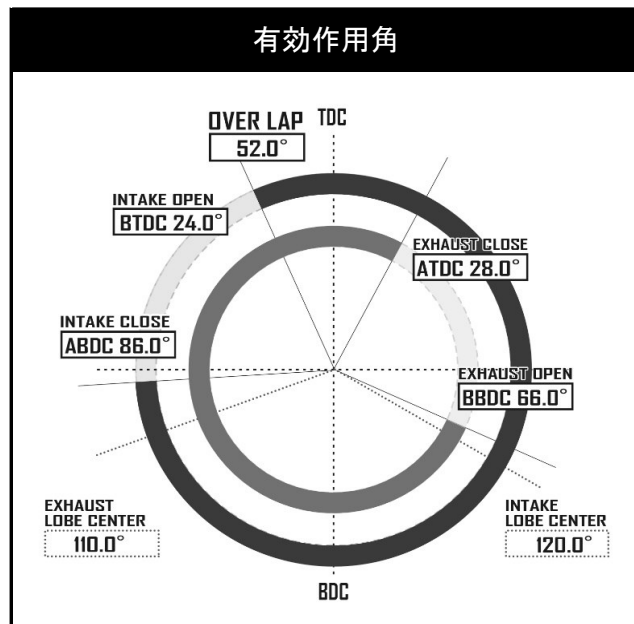 有効作用角
OVER LAP
52.0°
TDC
INTAKE OPEN
BTDC 24.0°
EXHAUST CLOSE
ATDC 28.0°
INTAKE CLOSE
ABDC 86.0°
EXHAUST OPEN
BBDC 66.0°
EXHAUST
LOBE CENTER
110.0°
INTAKE
LOBE CENTER
120.0°
BDC